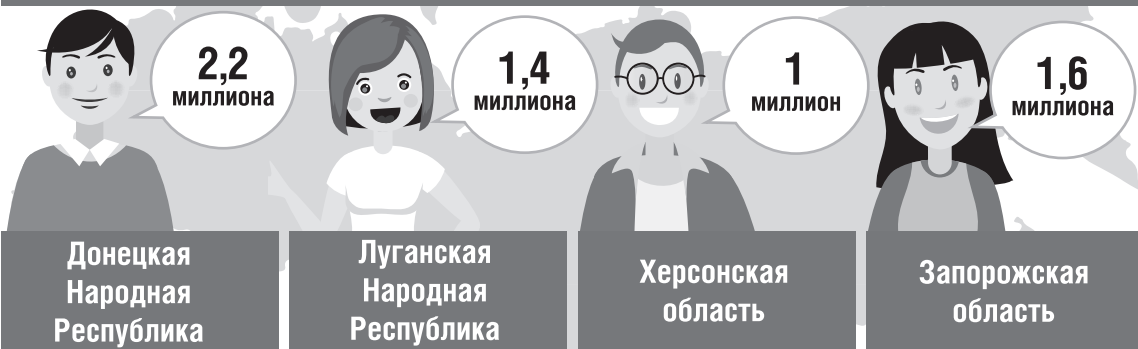 2,2
миллиона
1,4
миллиона
1
миллион
1,6
миллиона
Донецкая
Народная
Республика
Луганская
Народная
Республика
Херсонская
область
Запорожская
область